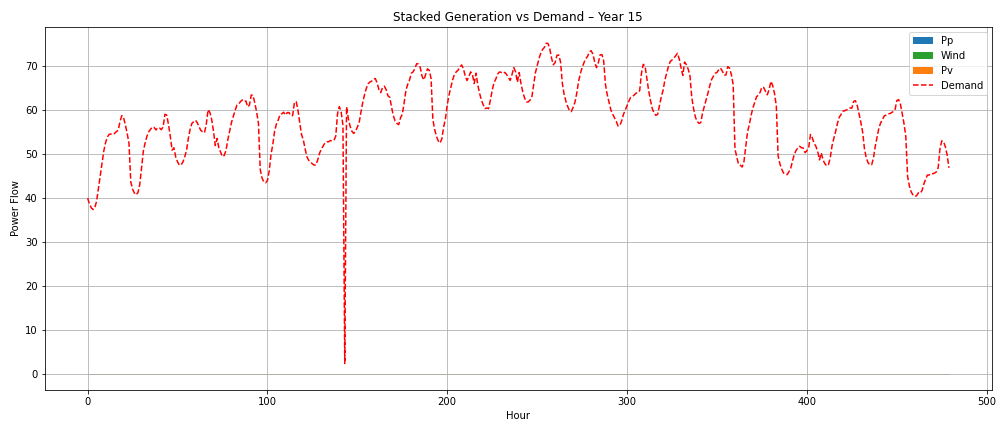 Stacked Generation vs Demand – Year 15
Pp
Wind
Pv
Demand
Power Flow
70
60
50
40
30
20
10
0
0 100 200 300 400 500
Hour